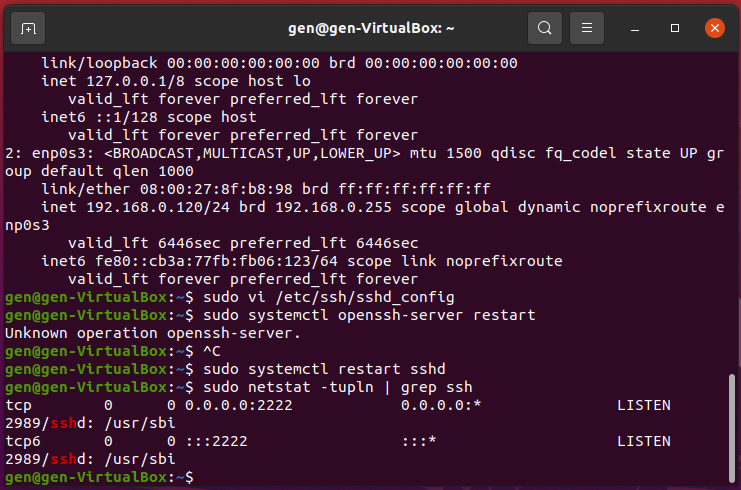 gen@gen-VirtualBox: ~
    link/loopback 00:00:00:00:00:00 brd 00:00:00:00:00:00
    inet 127.0.0.1/8 scope host lo
       valid_lft forever preferred_lft forever
    inet6 ::1/128 scope host
       valid_lft forever preferred_lft forever
2: enp0s3: <BROADCAST,MULTICAST,UP,LOWER_UP> mtu 1500 qdisc fq_codel state UP gr
oup default qlen 1000
    link/ether 08:00:27:8f:b8:98 brd ff:ff:ff:ff:ff:ff
    inet 192.168.0.120/24 brd 192.168.0.255 scope global dynamic noprefixroute e
np0s3
       valid_lft 6446sec preferred_lft 6446sec
    inet6 fe80::cb3a:77fb:fb06:123/64 scope link noprefixroute
       valid_lft forever preferred_lft forever
gen@gen-VirtualBox:~$ sudo vi /etc/ssh/sshd_config
gen@gen-VirtualBox:~$ sudo systemctl openssh-server restart
Unknown operation openssh-server.
gen@gen-VirtualBox:~$ ^C
gen@gen-VirtualBox:~$ sudo systemctl restart sshd
gen@gen-VirtualBox:~$ sudo netstat -tupln | grep ssh
tcp        0      0 0.0.0.0:2222            0.0.0.0:*               LISTEN
2989/sshd: /usr/sbi
tcp6       0      0 :::2222                 :::*                    LISTEN
2989/sshd: /usr/sbi
gen@gen-VirtualBox:~$